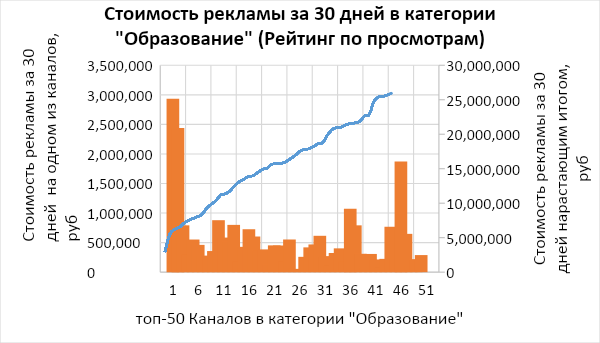 Стоимость рекламы за 30 дней в категории
"Образование" (Рейтинг по просмотрам)
Стоимость рекламы за 30
дней  на одном из каналов,
руб
3,500,000
3,000,000
2,500,000
2,000,000
1,500,000
1,000,000
500,000
0
30,000,000
25,000,000
20,000,000
15,000,000
10,000,000
5,000,000
0
Стоимость рекламы за 30
дней нарастающим итогом,
руб
1 6 11 16 21 26 31 36 41 46 51
топ-50 Каналов в категории "Образование"